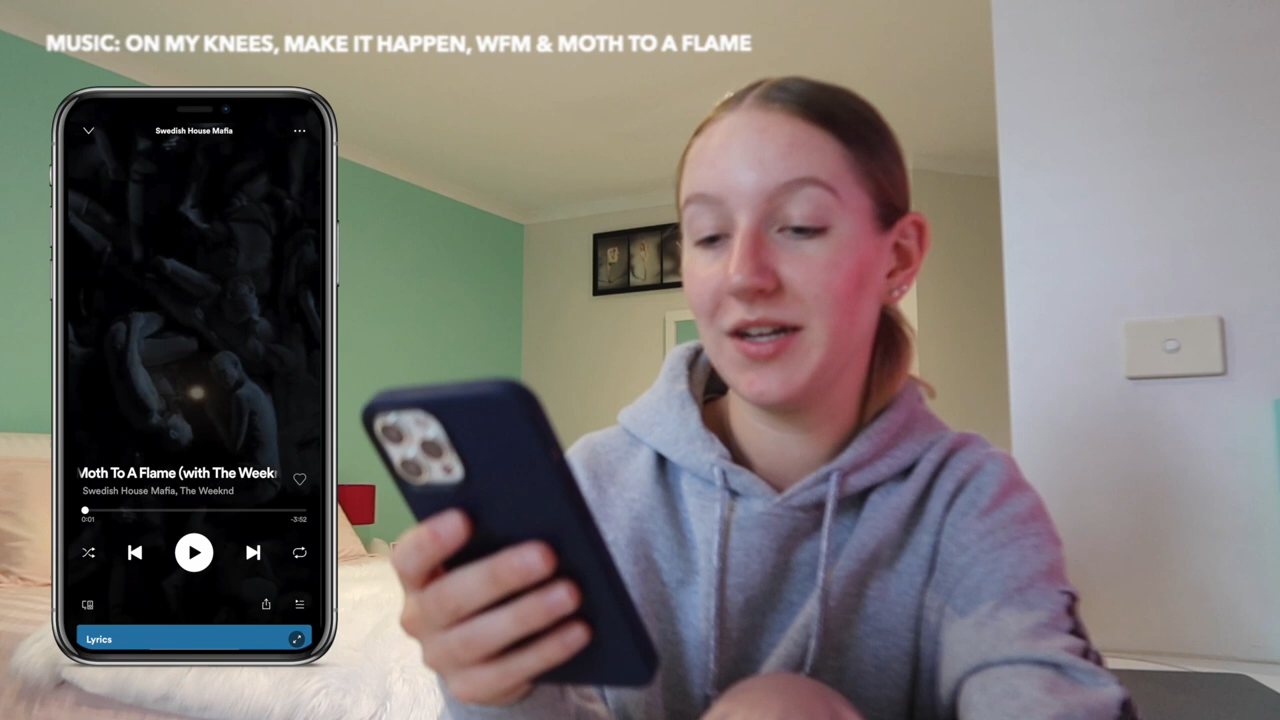 MUSIC: ON MY KNEES, MAKE IT HAPPEN, WFM & MOTH TO A FLAME
Swedish House Mafia
Moth To A Flame (with The Week
Swedish House Mafia, The Weeknd
0:01
-3:52
Lyrics